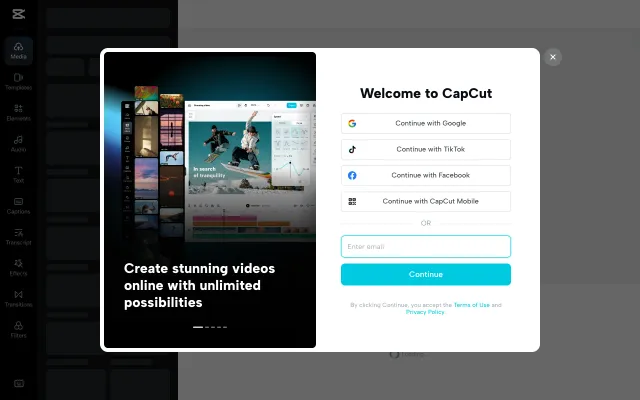 Media
Templates
Elements
Audio
Text
Captions
Transcript
Effects
Transitions
Filters
In search
of tranquility
Create stunning videos
online with unlimited
possibilities
Welcome to CapCut
Continue with Google
Continue with TikTok
Continue with Facebook
Continue with CapCut Mobile
OR
Enter email
Continue
By clicking Continue, you accept the Terms of Use and
Privacy Policy